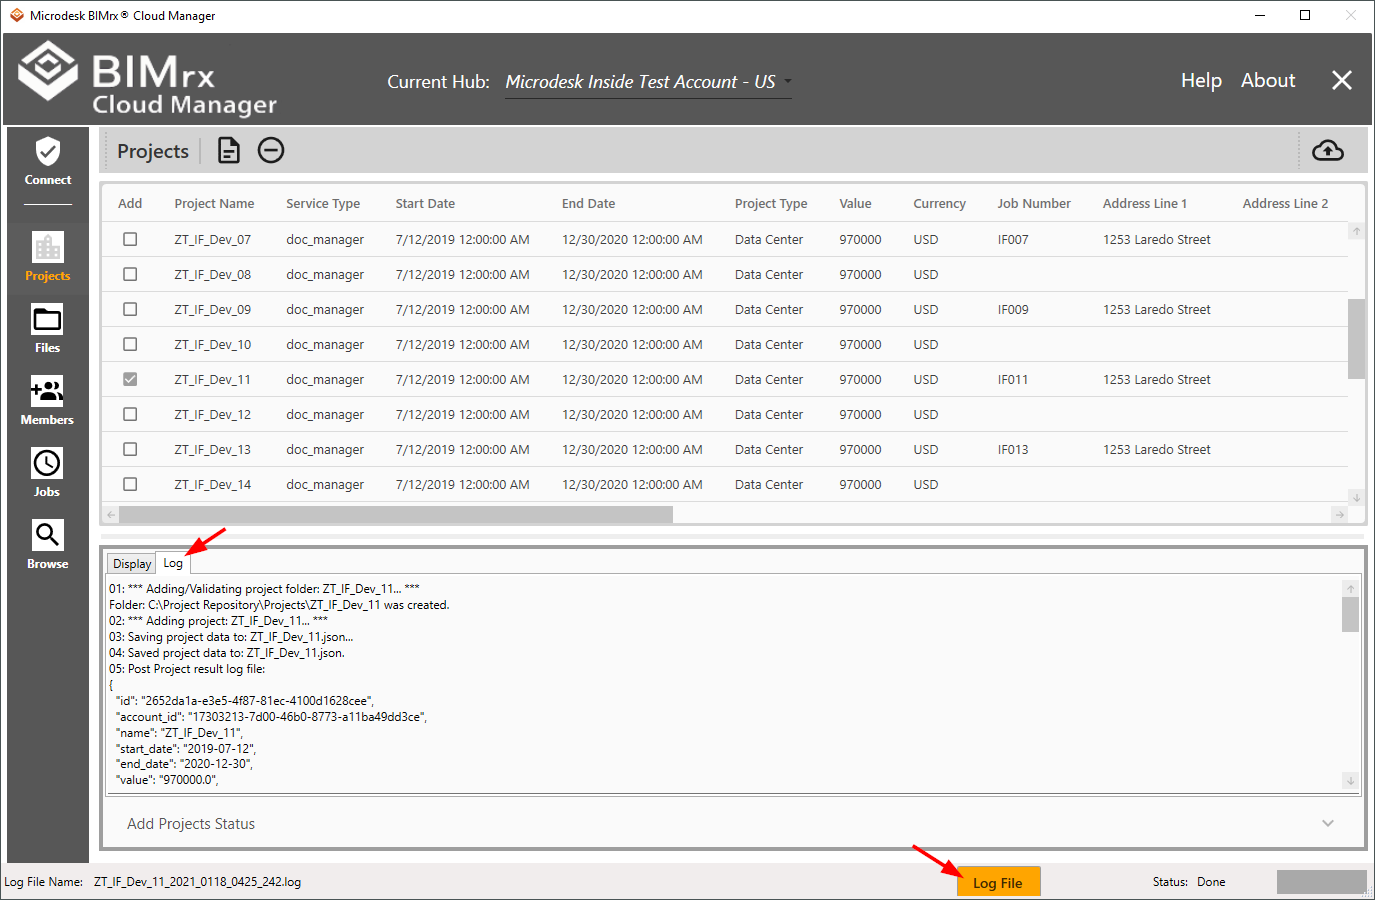 Microdesk BIMrx® Cloud Manager
BIMrx
Cloud Manager
Current Hub: Microdesk Inside Test Account - US
Help About
Connect
Projects
Files
Members
Jobs
Browse
Projects
Add Project Name Service Type Start Date End Date Project Type Value Currency Job Number Address Line 1 Address Line 2
ZT_IF_Dev_07 doc_manager 7/12/2019 12:00:00 AM 12/30/2020 12:00:00 AM Data Center 970000 USD IF007 1253 Laredo Street
ZT_IF_Dev_08 doc_manager 7/12/2019 12:00:00 AM 12/30/2020 12:00:00 AM Data Center 970000 USD
ZT_IF_Dev_09 doc_manager 7/12/2019 12:00:00 AM 12/30/2020 12:00:00 AM Data Center 970000 USD IF009 1253 Laredo Street
ZT_IF_Dev_10 doc_manager 7/12/2019 12:00:00 AM 12/30/2020 12:00:00 AM Data Center 970000 USD
ZT_IF_Dev_11 doc_manager 7/12/2019 12:00:00 AM 12/30/2020 12:00:00 AM Data Center 970000 USD IF011 1253 Laredo Street
ZT_IF_Dev_12 doc_manager 7/12/2019 12:00:00 AM 12/30/2020 12:00:00 AM Data Center 970000 USD
ZT_IF_Dev_13 doc_manager 7/12/2019 12:00:00 AM 12/30/2020 12:00:00 AM Data Center 970000 USD IF013 1253 Laredo Street
ZT_IF_Dev_14 doc_manager 7/12/2019 12:00:00 AM 12/30/2020 12:00:00 AM Data Center 970000 USD
Display Log
01: *** Adding/Validating project folder: ZT_IF_Dev_11... ***
Folder: C:\Project Repository\Projects\ZT_IF_Dev_11 was created.
02: *** Adding project: ZT_IF_Dev_11... ***
03: Saving project data to: ZT_IF_Dev_11.json...
04: Saved project data to: ZT_IF_Dev_11.json.
05: Post Project result log file:
{
"id": "2652da1a-e3e5-4f87-81ec-4100d1628cee",
"account_id": "17303213-7d00-46b0-8773-a11ba49dd3ce",
"name": "ZT_IF_Dev_11",
"start_date": "2019-07-12",
"end_date": "2020-12-30",
"value": "970000.0",
Add Projects Status
Log File Name: ZT_IF_Dev_11_2021_0118_0425_242.log
Log File
Status: Done